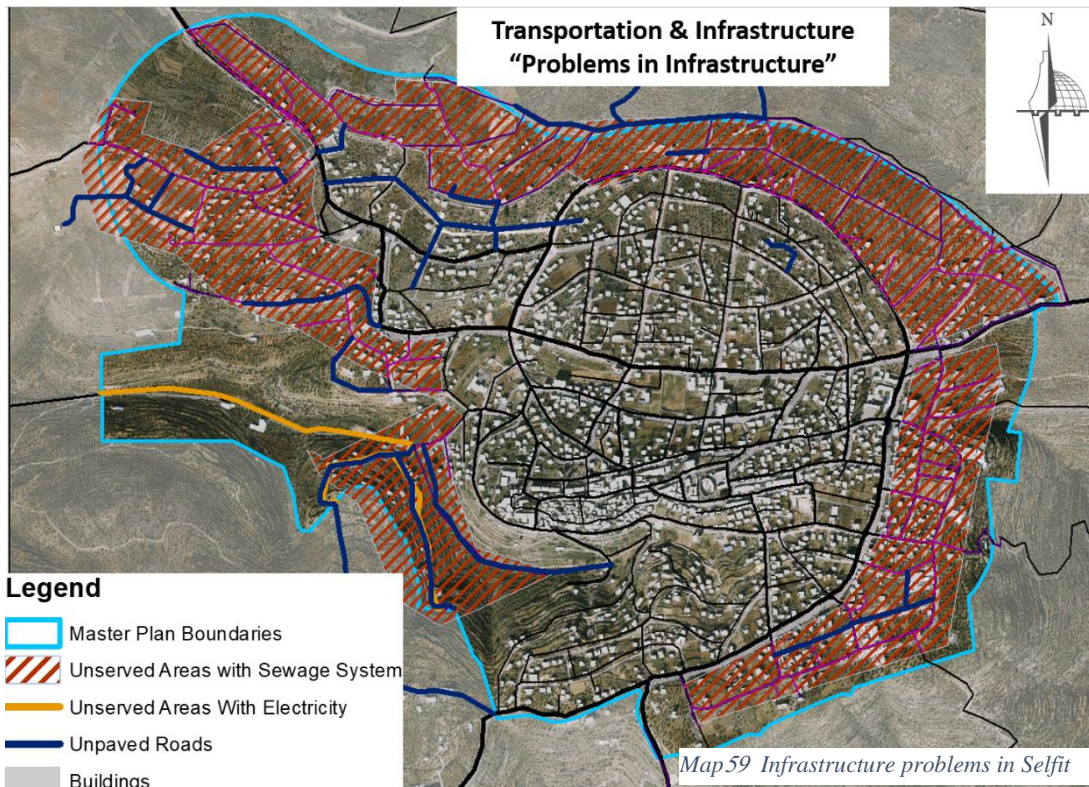 Transportation & Infrastructure
“Problems in Infrastructure”
N
Legend
Master Plan Boundaries
Unserved Areas with Sewage System
Unserved Areas With Electricity
Unpaved Roads
Buildings
Map59 Infrastructure problems in Selfit